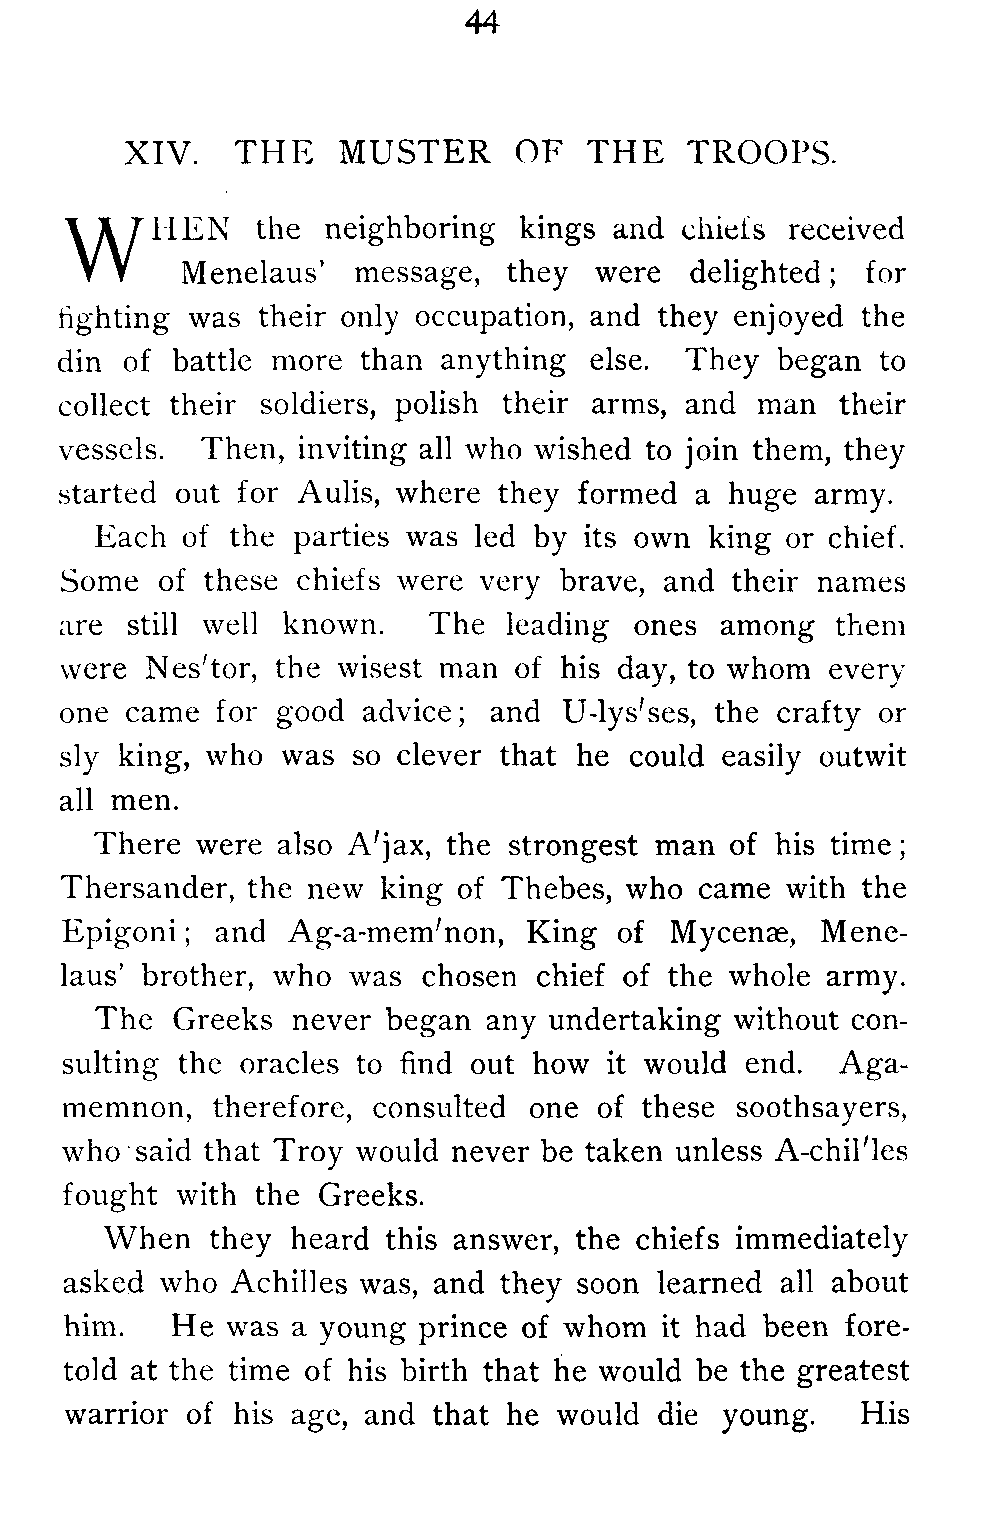 44
XIV. THE MUSTER OF THE TROOPS.
WHEN the neighboring kings and chiefs received
Menelaus' message, they were delighted; for
fighting was their only occupation, and they enjoyed the
din of battle more than anything else. They began to
collect their soldiers, polish their arms, and man their
vessels. Then, inviting all who wished to join them, they
started out for Aulis, where they formed a huge army.
Each of the parties was led by its own king or chief.
Some of these chiefs were very brave, and their names
are still well known. The leading ones among them
were Nes′tor, the wisest man of his day, to whom every
one came for good advice; and U-lys′ses, the crafty or
sly king, who was so clever that he could easily outwit
all men.
There were also A′jax, the strongest man of his time;
Thersander, the new king of Thebes, who came with the
Epigoni; and Ag-a-mem′non, King of Mycenæ, Mene-
laus' brother, who was chosen chief of the whole army.
The Greeks never began any undertaking without con-
sulting the oracles to find out how it would end. Aga-
memnon, therefore, consulted one of these soothsayers,
who said that Troy would never be taken unless A-chil′les
fought with the Greeks.
When they heard this answer, the chiefs immediately
asked who Achilles was, and they soon learned all about
him. He was a young prince of whom it had been fore-
told at the time of his birth that he would be the greatest
warrior of his age, and that he would die young. His